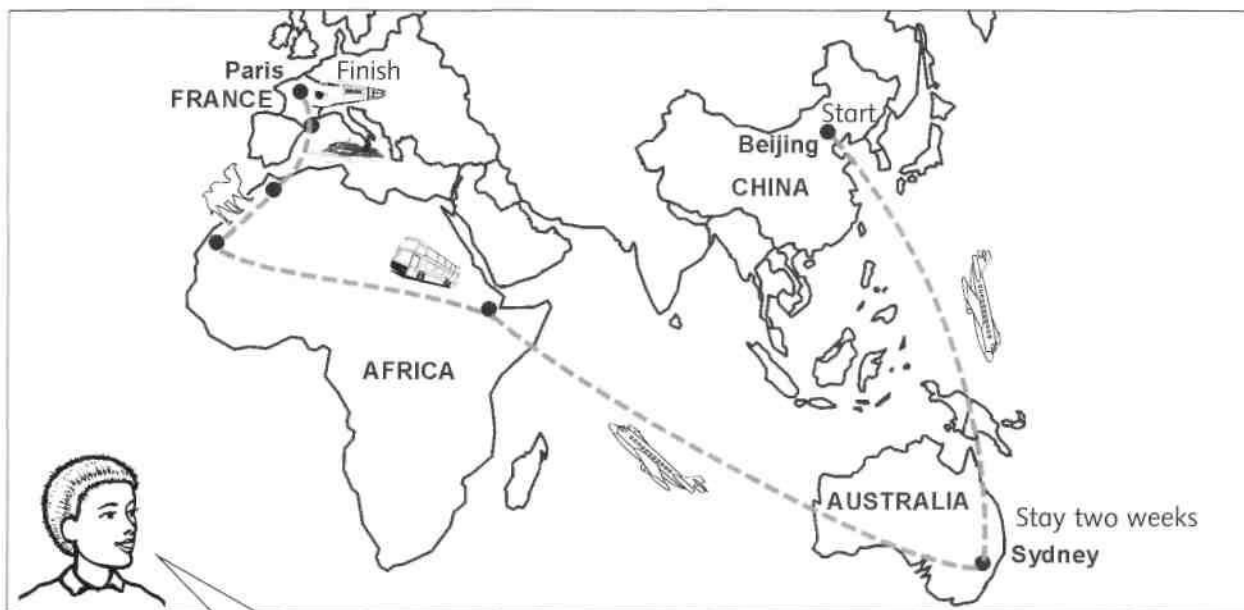 Paris
Finish
FRANCE
Start
Beijing
CHINA
AFRICA
AUSTRALIA
Stay two weeks
Sydney